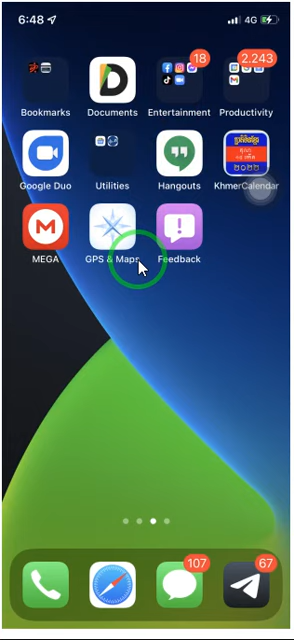 6:48
4G
18
2.243
Bookmarks
Documents
Entertainment
Productivity
Google Duo
Utilities
Hangouts
KhmerCalendar
MEGA
GPS & Maps
Feedback
107
67